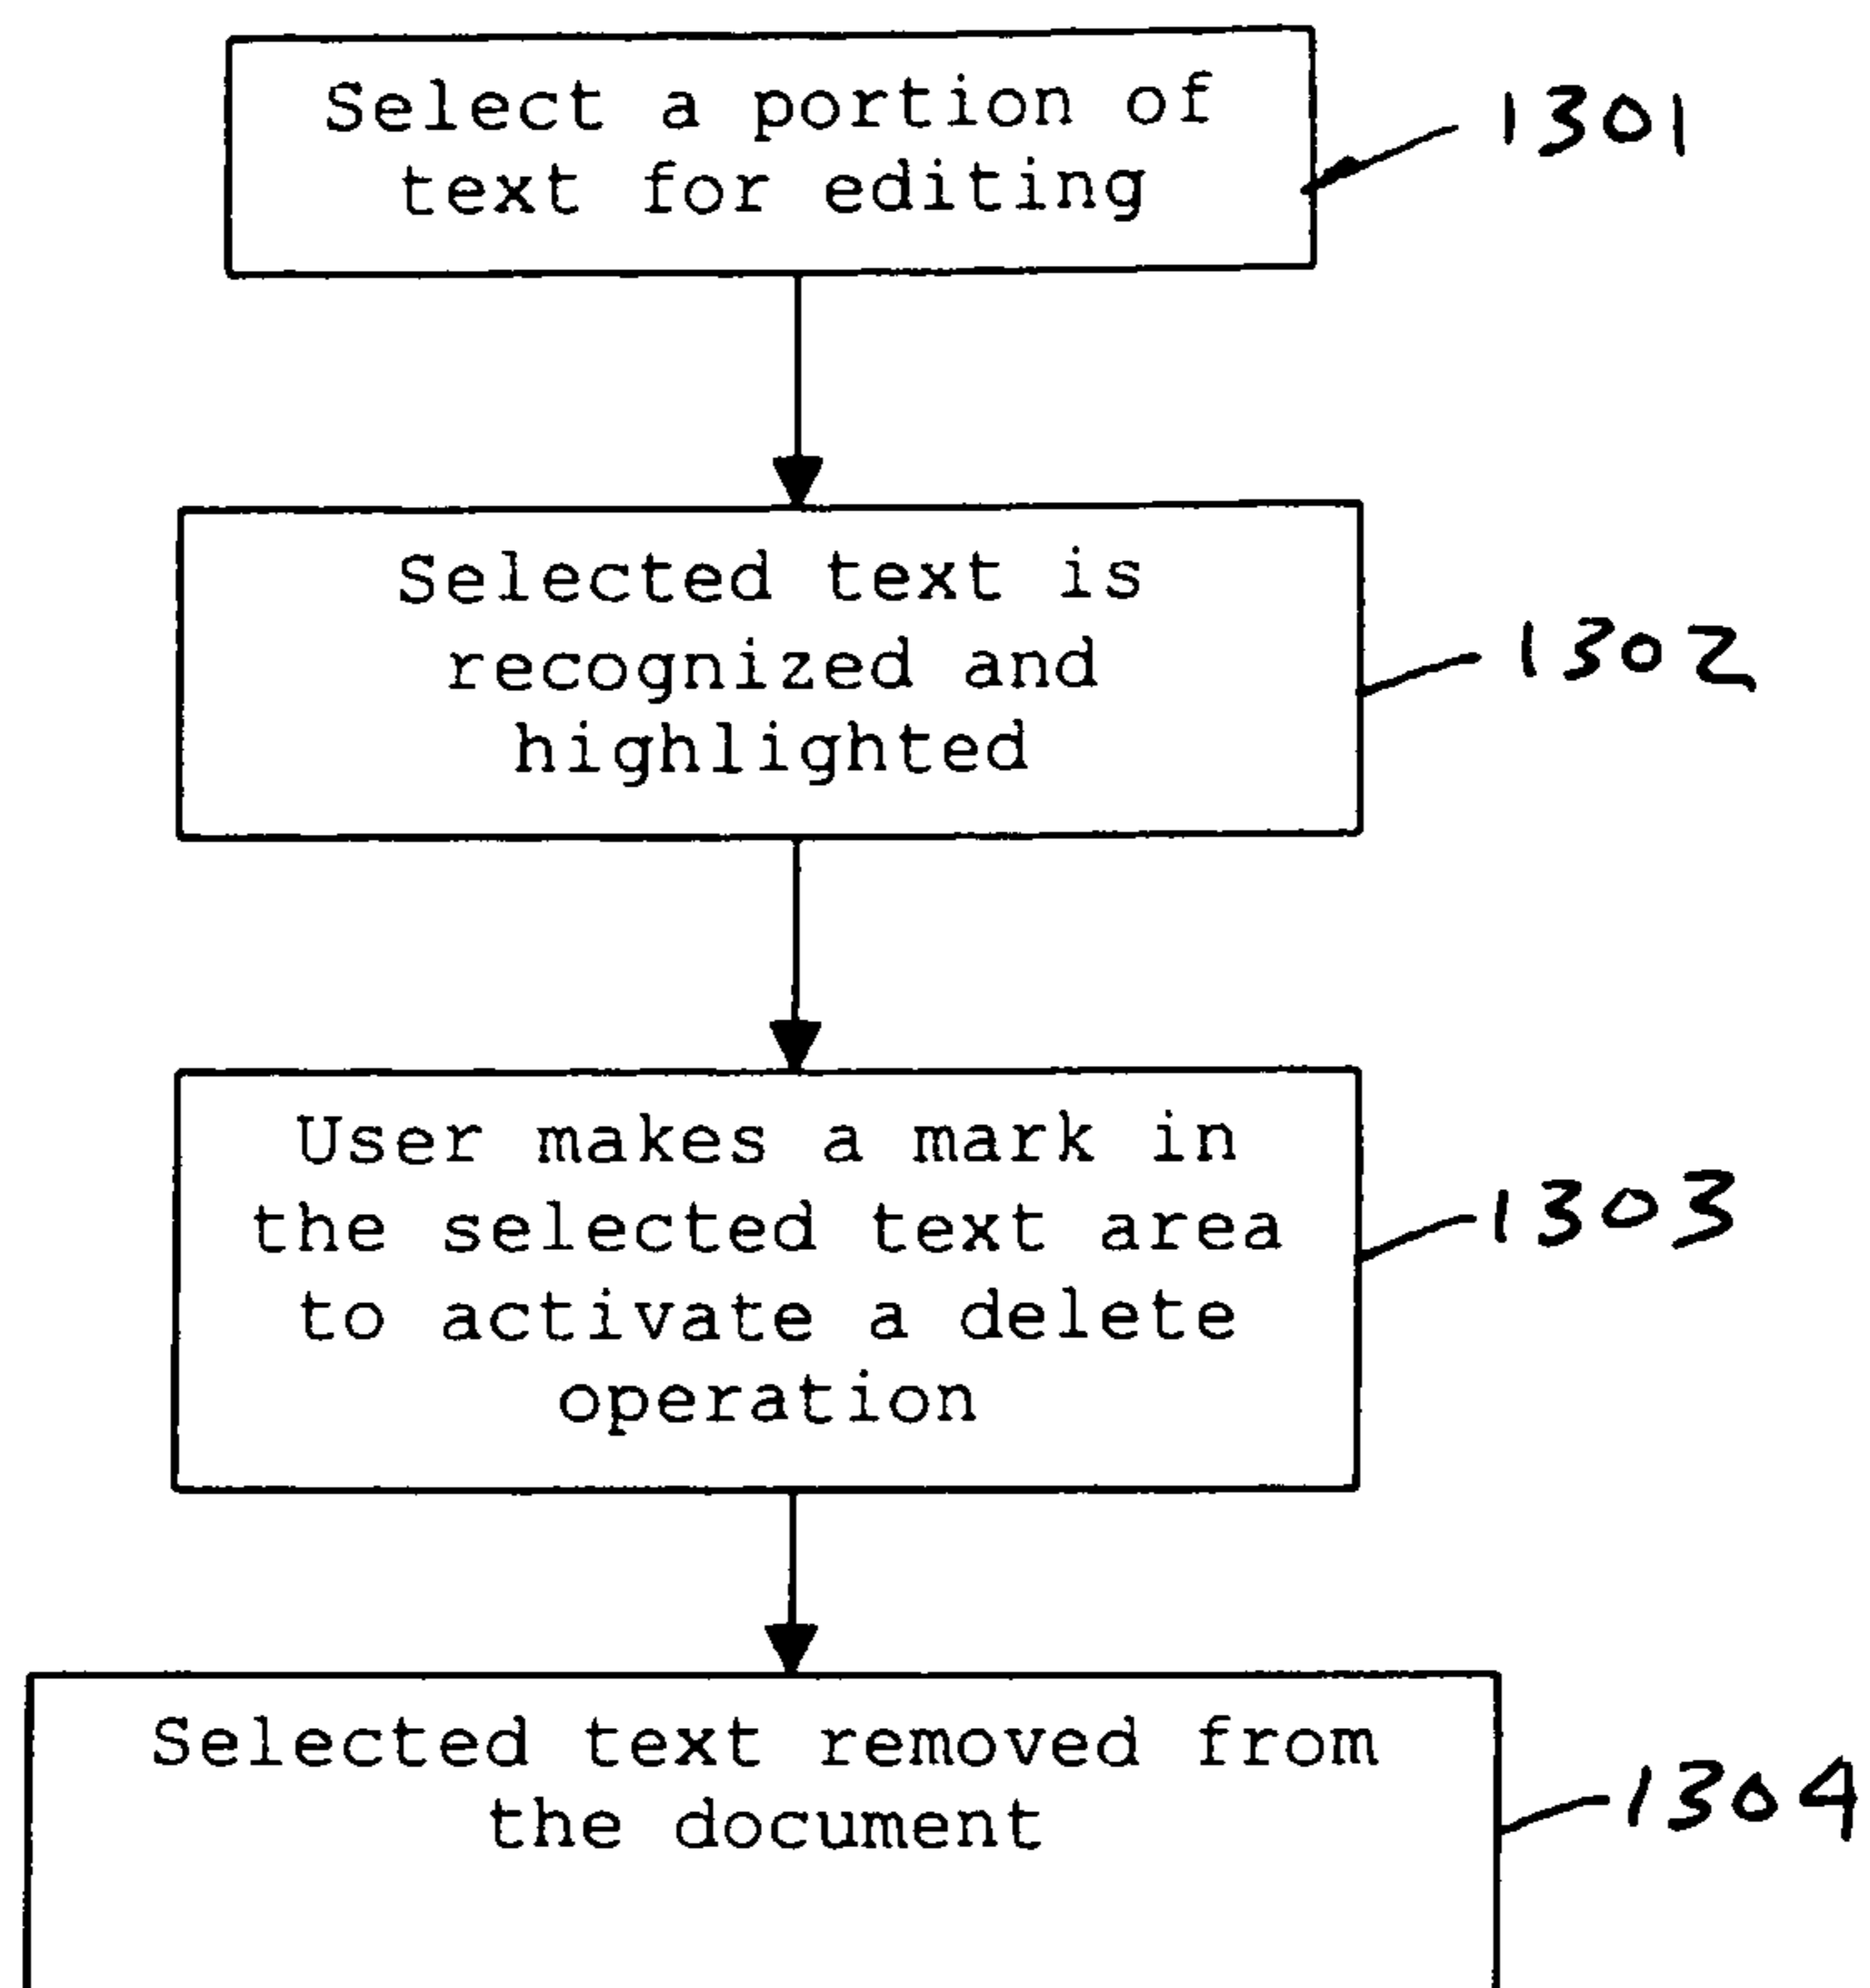 Select a portion of
text for editing
1301
Selected text is
recognized and
highlighted
1302
User makes a mark in
the selected text area
to activate a delete
operation
1303
Selected text removed from
the document
1304